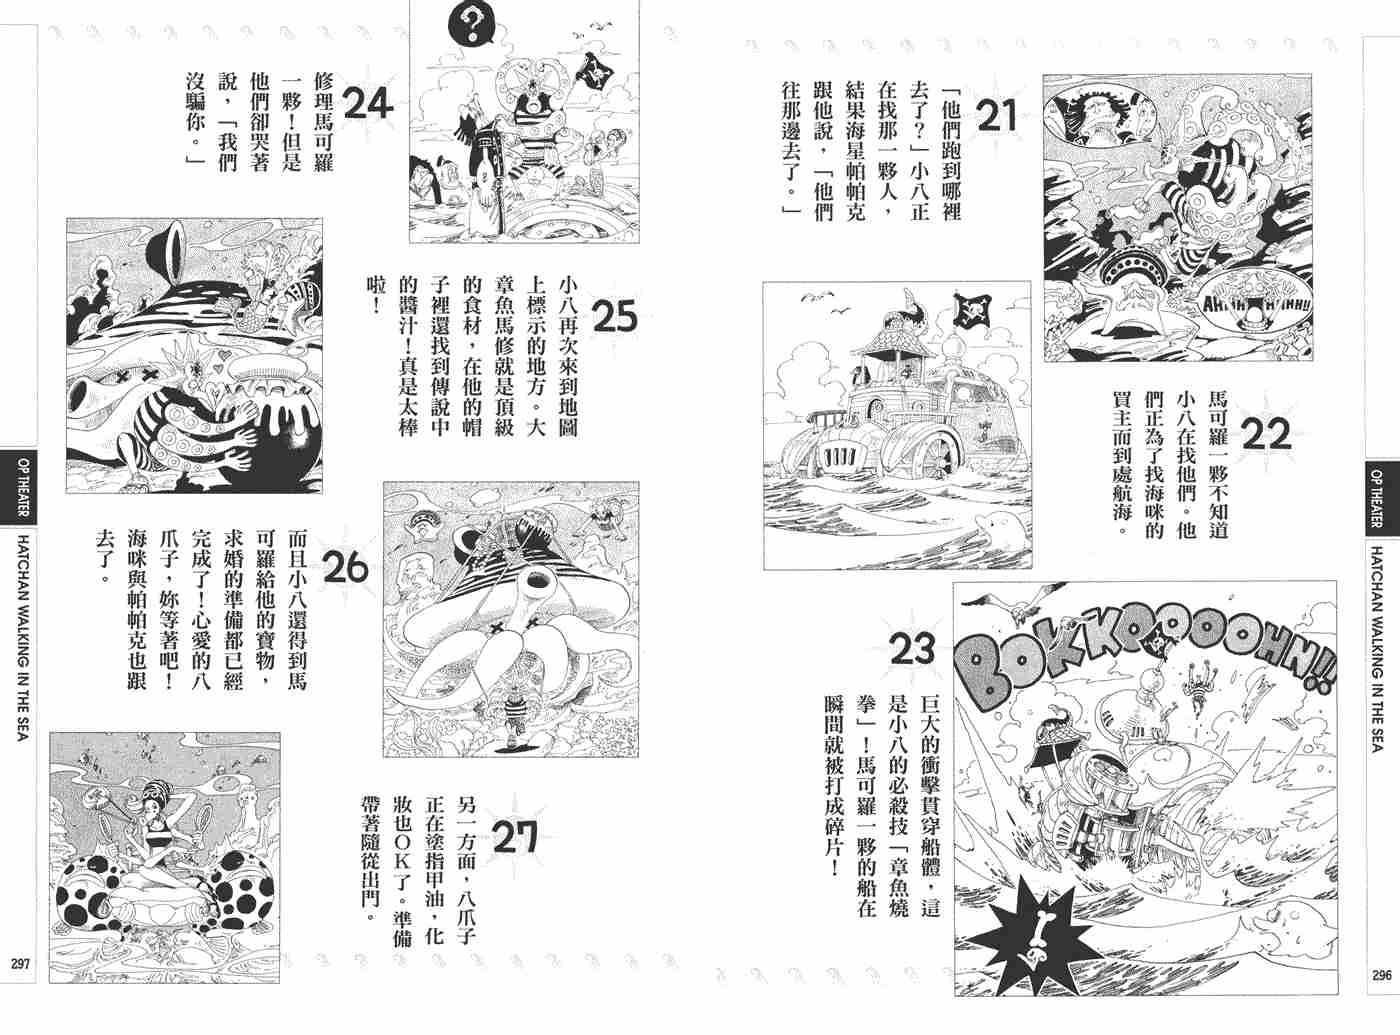 21
「他們跑到哪裡
去了？」小八正
在找那一夥人，
結果海星帕帕克
跟他說，「他們
往那邊去了。」
AHHH
HHHH!!
22
馬可羅一夥不知道
小八在找他們。他
們正為了找海咪的
買主而到處航海。
23
巨大的衝擊貫穿船體，這
是小八的必殺技「章魚燒
拳」！馬可羅一夥的船在
瞬間就被打成碎片！
BOKKOOOOOHN!!
OP THEATER
HATCHAN WALKING IN THE SEA
296
?
24
修理馬可羅
一夥！但是
他們卻哭著
說，「我們
沒騙你。」
25
小八再次來到地圖
上標示的地方。大
章魚馬修就是頂級
的食材，在他的帽
子裡還找到傳說中
的醬汁！真是太棒
啦！
26
而且小八還得到馬
可羅給他的寶物，
求婚的準備都已經
完成了！心愛的八
爪子，妳等著吧！
海咪與帕帕克也跟
去了。
27
另一方面，八爪子
正在塗指甲油，化
妝也OK了。準備
帶著隨從出門。
OP THEATER
HATCHAN WALKING IN THE SEA
297